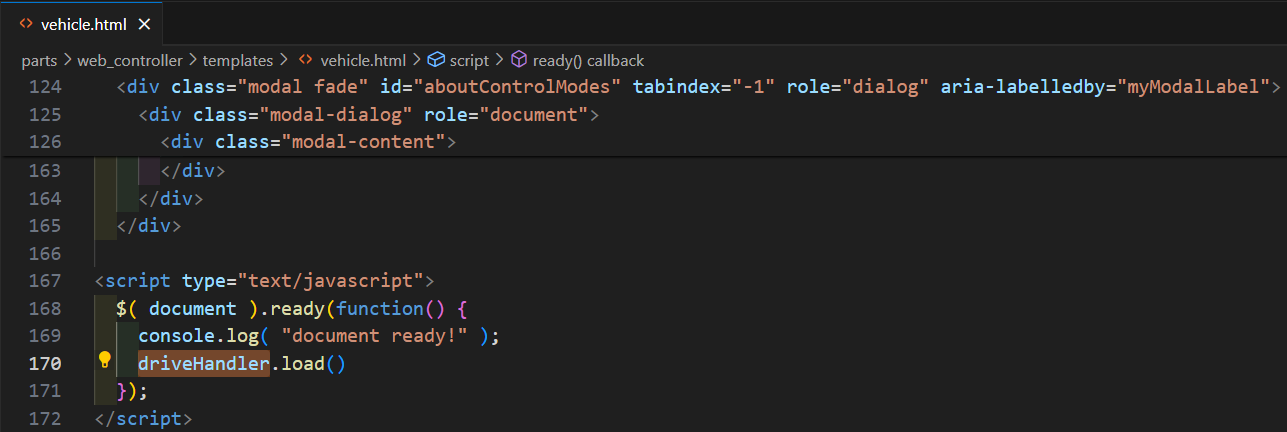 vehicle.html
parts > web_controller > templates > vehicle.html > script > ready() callback
124 <div class="modal fade" id="aboutControlModes" tabindex="-1" role="dialog" aria-labelledby="myModalLabel">
125 <div class="modal-dialog" role="document">
126 <div class="modal-content">
163 </div>
164 </div>
165 </div>
166
167 <script type="text/javascript">
168 $( document ).ready(function() {
169 console.log( "document ready!" );
170 driveHandler.load()
171 });
172 </script>